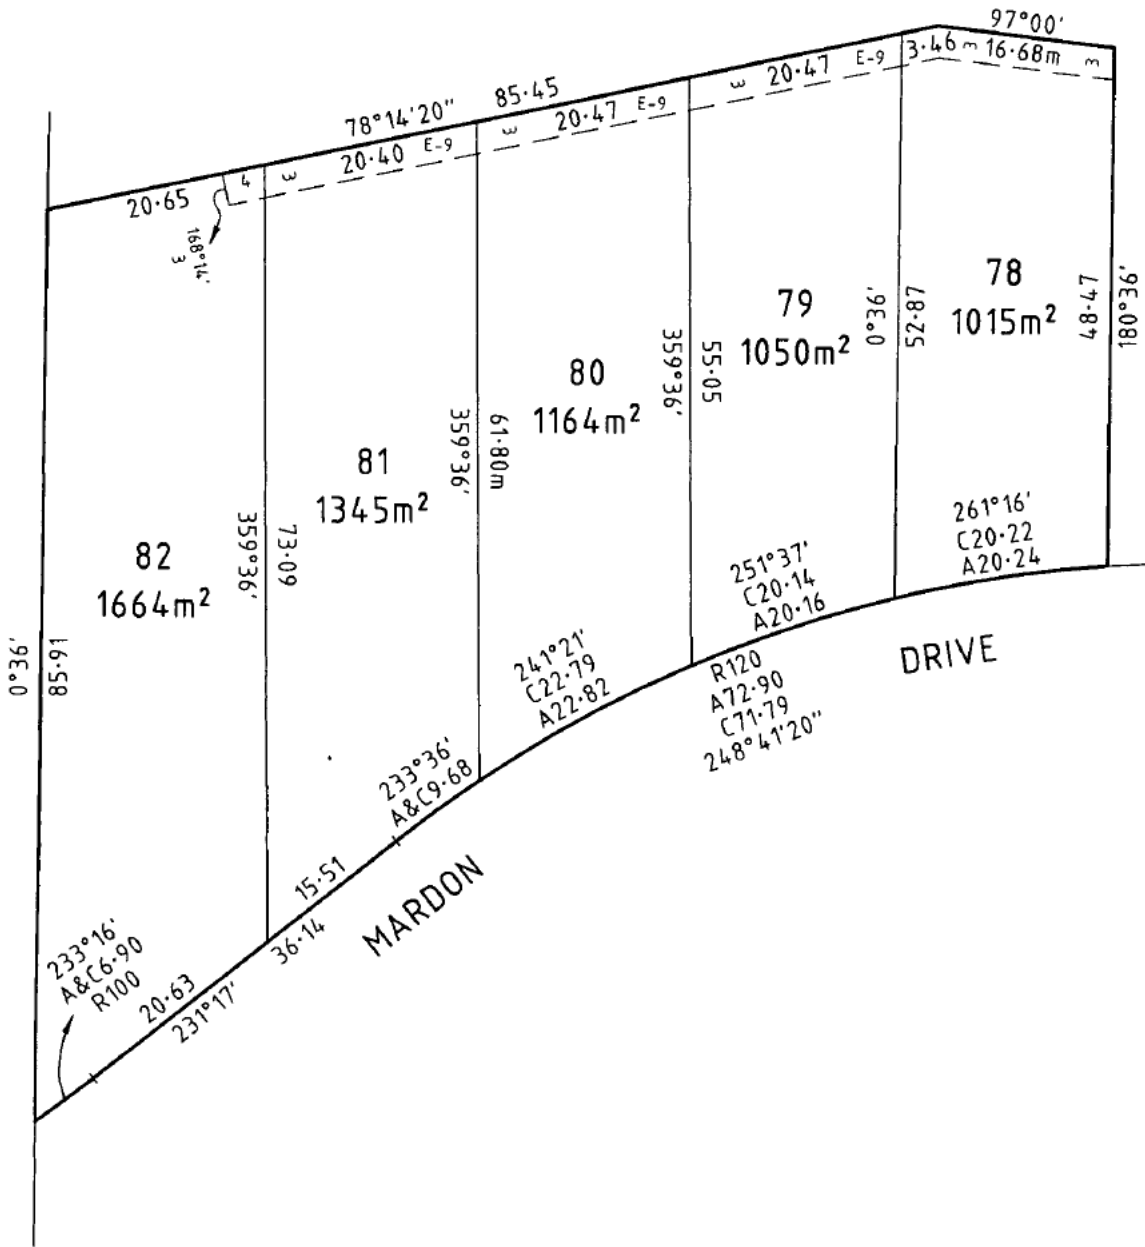 97°00'
3·46 m 16·68m 3
78°14'20" 85·45
3 20·47 E-9
3 20·47 E-9
3 20·40 E-9
20·65 4
168°14'
3
78
1015m²
48·47
180°36'
79
1050m²
0°36'
52·87
80
1164m²
359°36'
55·05
81
1345m²
359°36'
61·80m
82
1664m²
359°36'
73·09
0°36'
85·91
261°16'
C20·22
A20·24
251°37'
C20·14
A20·16
241°21'
C22·79
A22·82
R120
A72·90
C71·79
248°41'20"
233°36'
A&C9·68
15·51
36·14
MARDON
DRIVE
233°16'
A&C6·90
R100
20·63
231°17'